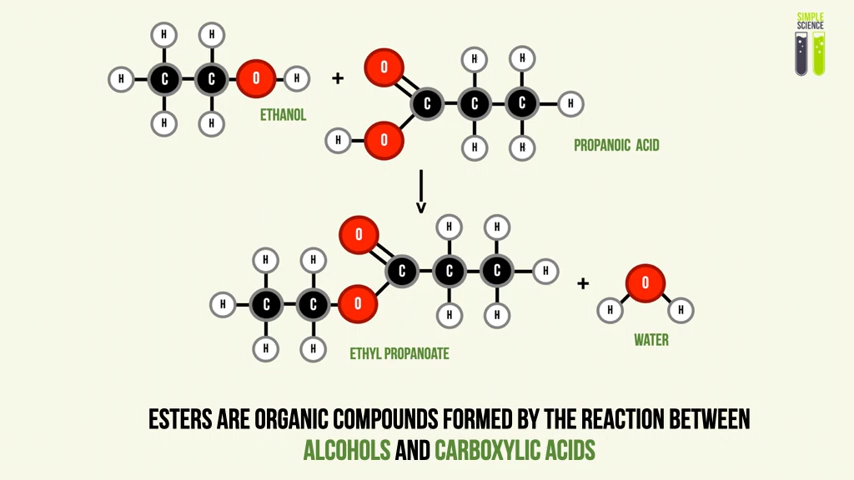 SIMPLE
SCIENCE
H H
H C C O H + O C C C H
H H
H O
H H
H H
ETHANOL
PROPANOIC ACID
O
H H
H C C O C C C H + O
H H
H H
H H
H H
ETHYL PROPANOATE
WATER
ESTERS ARE ORGANIC COMPOUNDS FORMED BY THE REACTION BETWEEN
ALCOHOLS AND CARBOXYLIC ACIDS